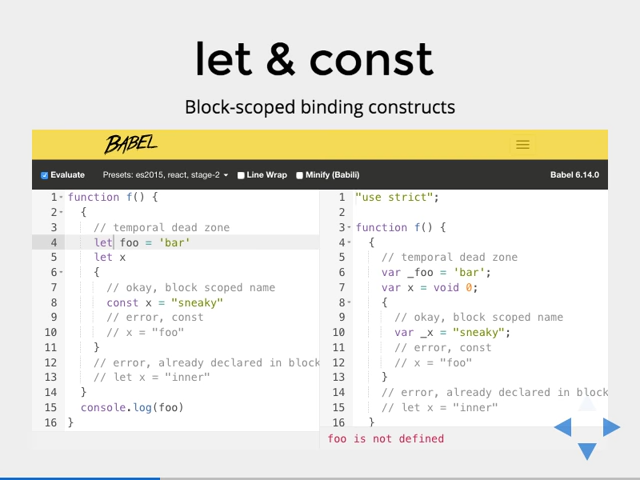 let & const
Block-scoped binding constructs
BABEL
Evaluate Presets: es2015, react, stage-2 Line Wrap Minify (Babili) Babel 6.14.0
1 function f() {
2 {
3 // temporal dead zone
4 let foo = 'bar'
5 let x
6 {
7 // okay, block scoped name
8 const x = "sneaky"
9 // error, const
10 // x = "foo"
11 }
12 // error, already declared in block
13 // let x = "inner"
14 }
15 console.log(foo)
16 }
1 "use strict";
2
3 function f() {
4 {
5 // temporal dead zone
6 var _foo = 'bar';
7 var x = void 0;
8 {
9 // okay, block scoped name
10 var _x = "sneaky";
11 // error, const
12 // x = "foo"
13 }
14 // error, already declared in block
15 // let x = "inner"
16 }
foo is not defined